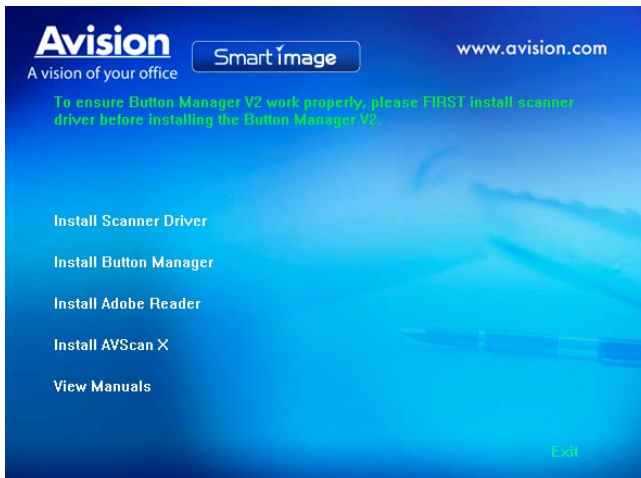 Avision
A vision of your office
Smart image
www.avision.com
To ensure Button Manager V2 work properly, please FIRST install scanner
driver before installing the Button Manager V2.
Install Scanner Driver
Install Button Manager
Install Adobe Reader
Install AVScan X
View Manuals
Exit